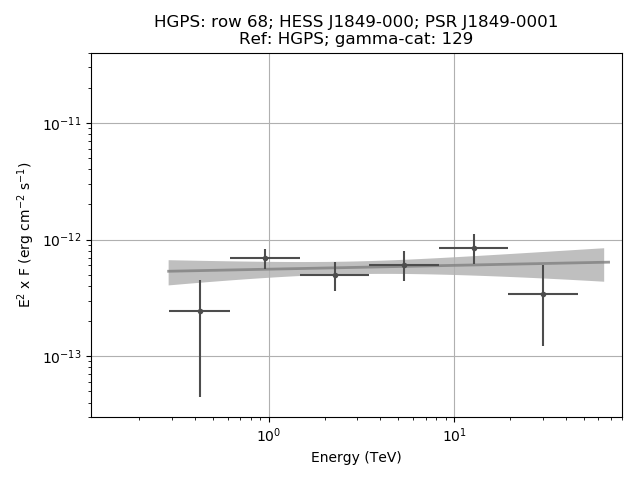 HGPS: row 68; HESS J1849-000; PSR J1849-0001
Ref: HGPS; gamma-cat: 129
E² x F (erg cm⁻² s⁻¹)
10⁻¹¹
10⁻¹²
10⁻¹³
10⁰ 10¹
Energy (TeV)